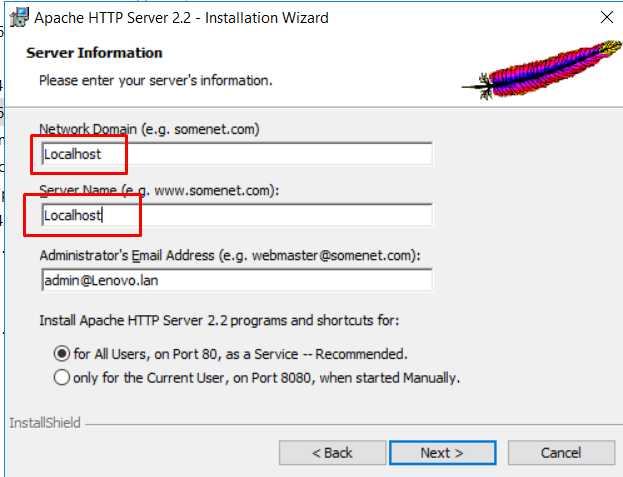 Apache HTTP Server 2.2 - Installation Wizard
Server Information
Please enter your server's information.
Network Domain (e.g. somenet.com)
Localhost
Server Name (e.g. www.somenet.com):
Localhost
Administrator's Email Address (e.g. webmaster@somenet.com):
admin@Lenovo.lan
Install Apache HTTP Server 2.2 programs and shortcuts for:
for All Users, on Port 80, as a Service -- Recommended.
only for the Current User, on Port 8080, when started Manually.
InstallShield
< Back Next > Cancel